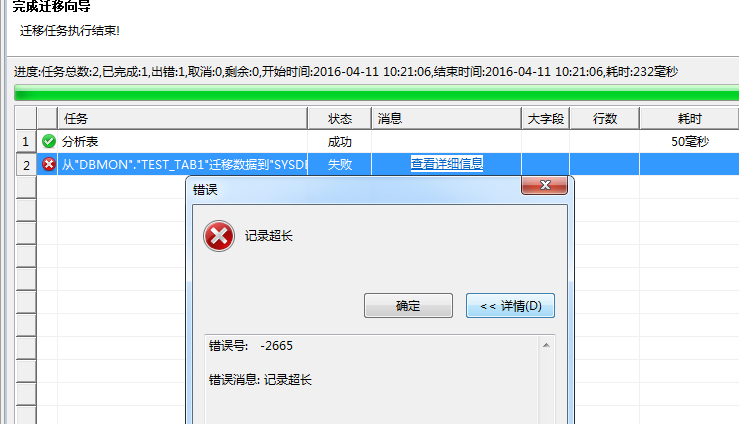 完成迁移向导
迁移任务执行结束!
进度:任务总数:2,已完成:1,出错:1,取消:0,剩余:0,开始时间:2016-04-11 10:21:06,结束时间:2016-04-11 10:21:06,耗时:232毫秒
任务 状态 消息 大字段 行数 耗时
1 分析表 成功 50毫秒
2 从"DBMON"."TEST_TAB1"迁移数据到"SYSD 失败 查看详细信息
错误
记录超长
确定 << 详情(D)
错误号: -2665
错误消息: 记录超长